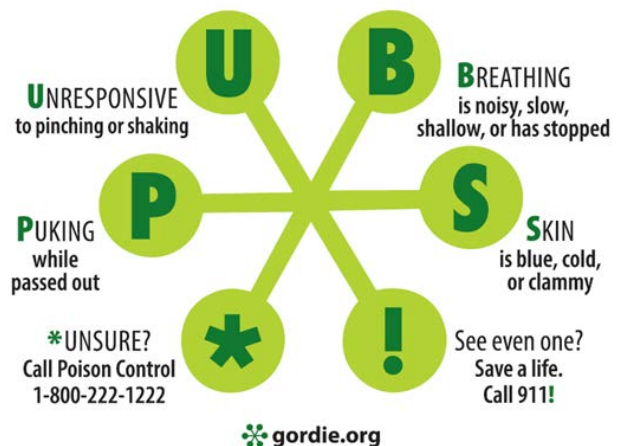 U
UNRESPONSIVE
to pinching or shaking
B
BREATHING
is noisy, slow,
shallow, or has stopped
P
PUKING
while
passed out
S
SKIN
is blue, cold,
or clammy
*
*UNSURE?
Call Poison Control
1-800-222-1222
!
See even one?
Save a life.
Call 911!
gordie.org